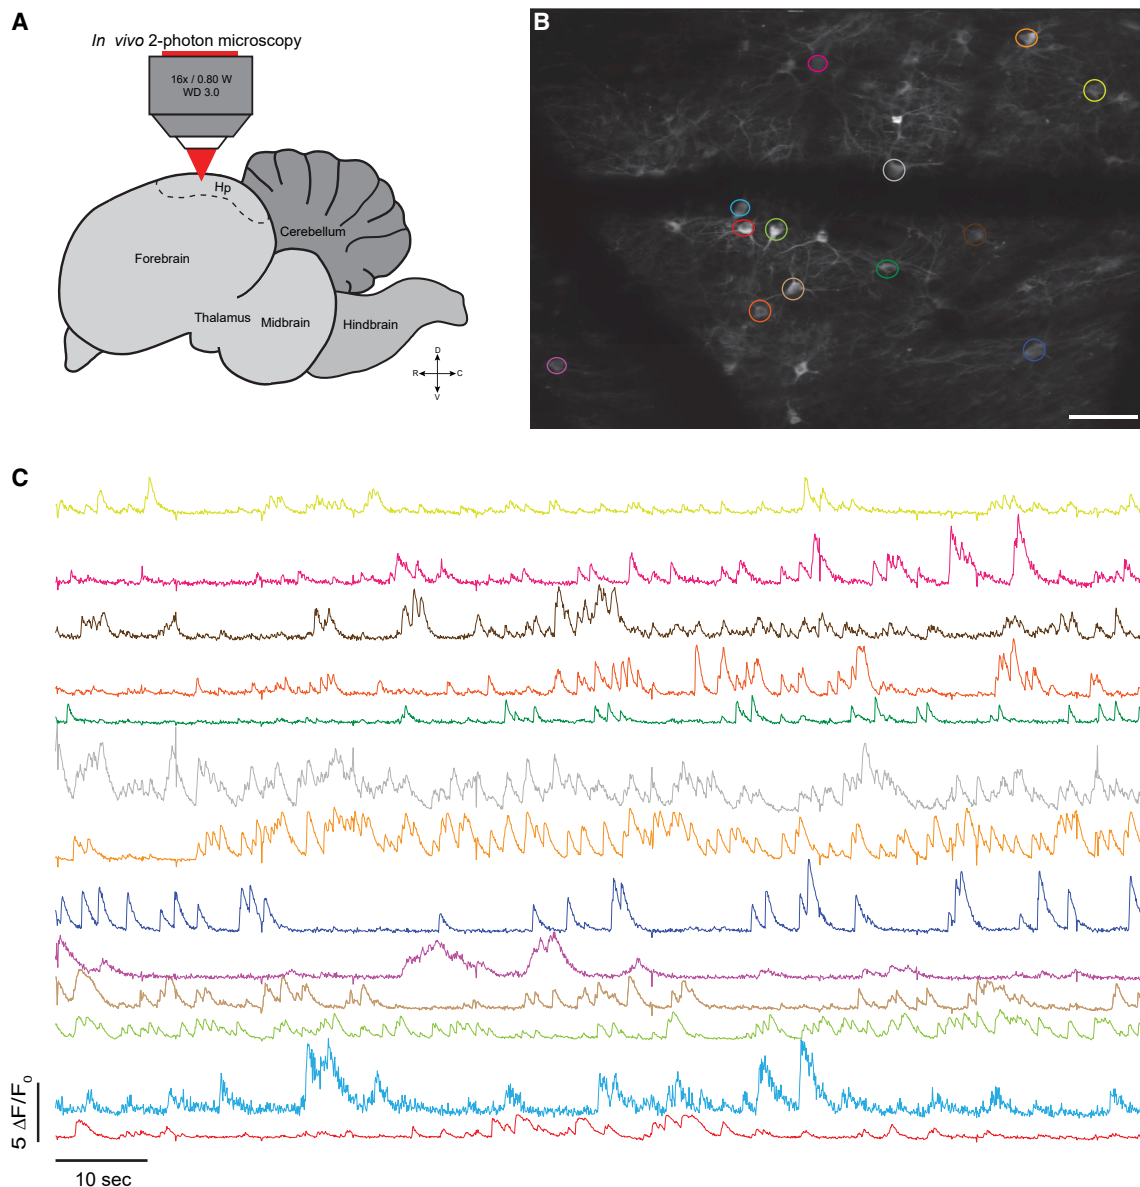 A
In vivo 2-photon microscopy
16x / 0.80 W
WD 3.0
Hp
Cerebellum
Forebrain
Thalamus
Midbrain
Hindbrain
D
R
C
V
B
C
5 ΔF/F₀
10 sec